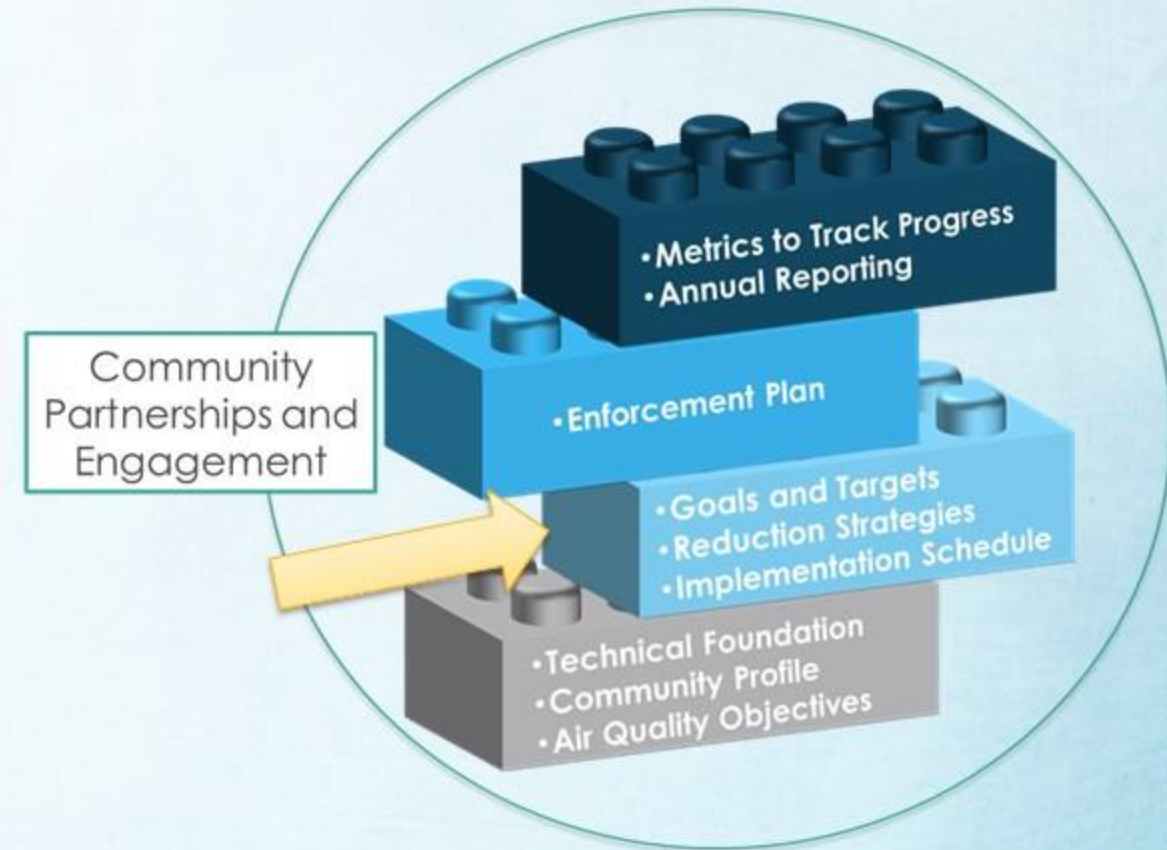 • Metrics to Track Progress
• Annual Reporting
Community
Partnerships and
Engagement
• Enforcement Plan
• Goals and Targets
• Reduction Strategies
• Implementation Schedule
• Technical Foundation
• Community Profile
• Air Quality Objectives